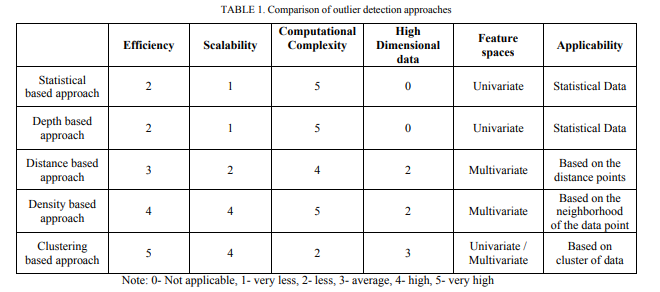 TABLE 1. Comparison of outlier detection approaches
Efficiency Scalability Computational Complexity High Dimensional data Feature spaces Applicability
Statistical based approach 2 1 5 0 Univariate Statistical Data
Depth based approach 2 1 5 0 Univariate Statistical Data
Distance based approach 3 2 4 2 Multivariate Based on the distance points
Density based approach 4 4 5 2 Multivariate Based on the neighborhood of the data point
Clustering based approach 5 4 2 3 Univariate / Multivariate Based on cluster of data
Note: 0- Not applicable, 1- very less, 2- less, 3- average, 4- high, 5- very high